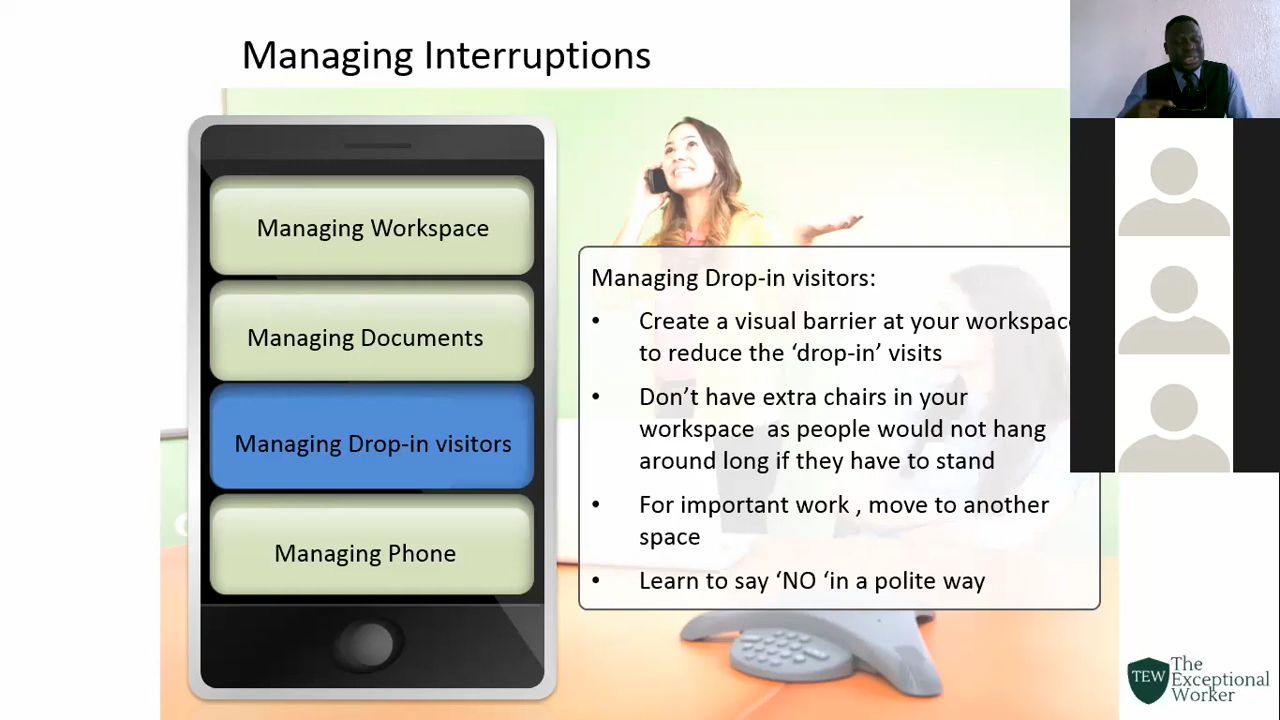 Managing Interruptions
Managing Workspace
Managing Documents
Managing Drop-in visitors
Managing Phone
Managing Drop-in visitors:
• Create a visual barrier at your workspac
to reduce the ‘drop-in’ visits
• Don’t have extra chairs in your
workspace as people would not hang
around long if they have to stand
• For important work , move to another
space
• Learn to say ‘NO ‘in a polite way
TEW
The
Exceptional
Worker